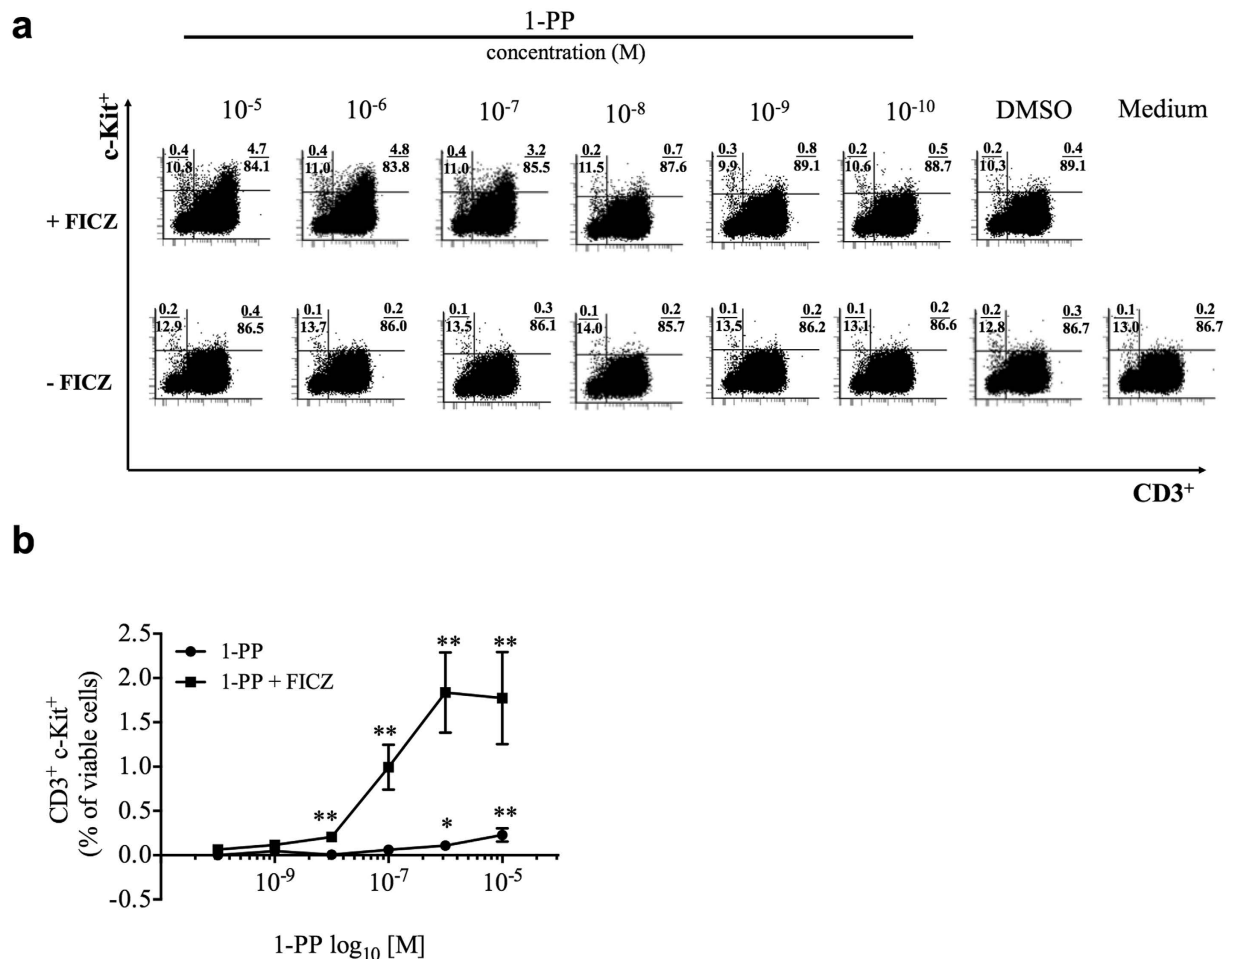 a
1-PP
concentration (M)
c-Kit⁺
10⁻⁵ 10⁻⁶ 10⁻⁷ 10⁻⁸ 10⁻⁹ 10⁻¹⁰ DMSO Medium
0.4 4.7 0.4 4.8 0.4 3.2 0.2 0.7 0.3 0.8 0.2 0.5 0.2 0.4
10.8 84.1 11.0 83.8 11.0 85.5 11.5 87.6 9.9 89.1 10.6 88.7 10.3 89.1
+ FICZ
0.2 0.4 0.1 0.2 0.1 0.3 0.1 0.2 0.1 0.2 0.1 0.2 0.2 0.3 0.1 0.2
12.9 86.5 13.7 86.0 13.5 86.1 14.0 85.7 13.5 86.2 13.1 86.6 12.8 86.7 13.0 86.7
- FICZ
CD3⁺
b
CD3⁺ c-Kit⁺
(% of viable cells)
2.5
2.0
1.5
1.0
0.5
0.0
-0.5
1-PP
1-PP + FICZ
** **
**
** * **
10⁻⁹ 10⁻⁷ 10⁻⁵
1-PP log₁₀ [M]